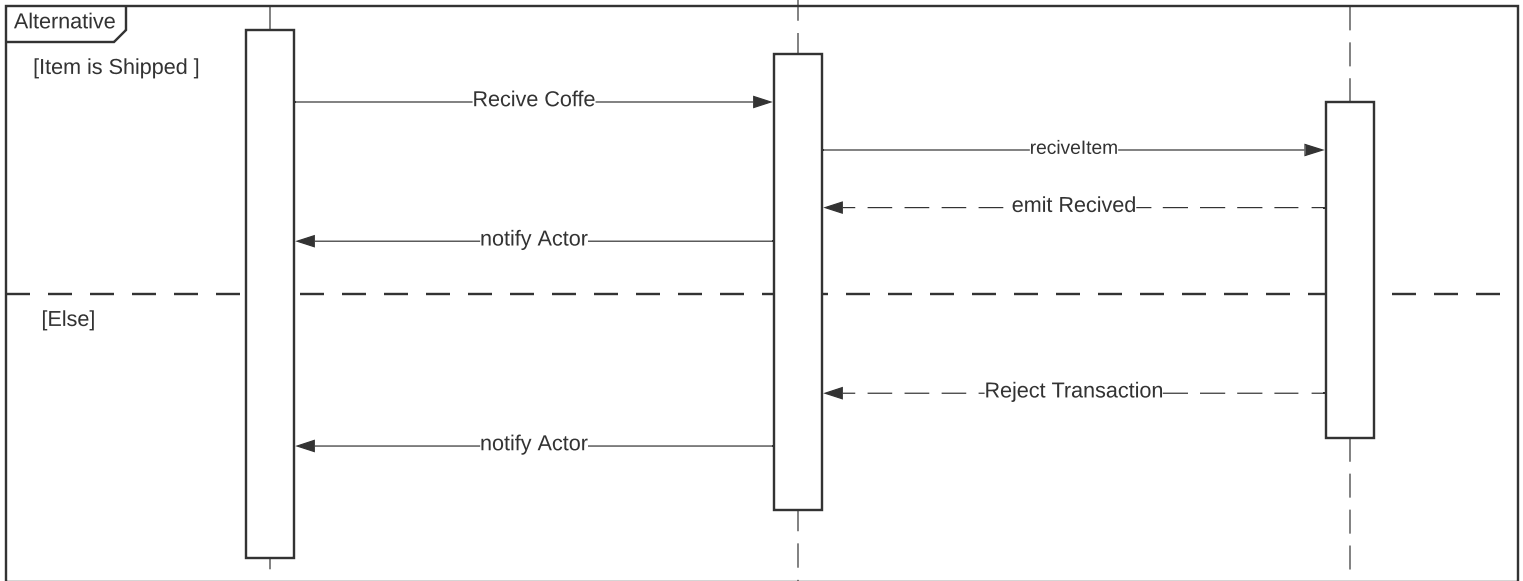 Alternative
[Item is Shipped ]
Recive Coffe
reciveItem
emit Recived
notify Actor
[Else]
Reject Transaction
notify Actor